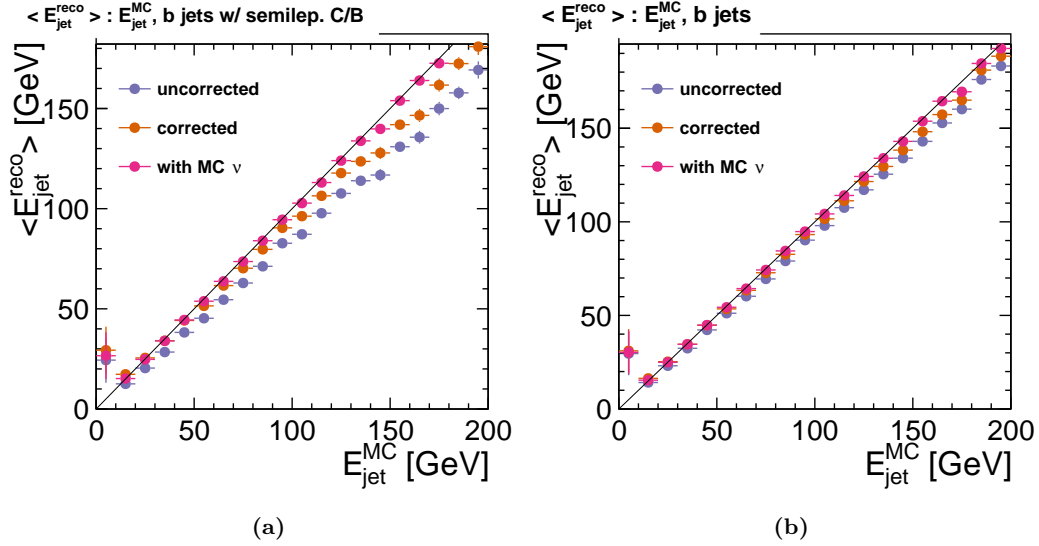 < E_jet^reco > : E_jet^MC, b jets w/ semilep. C/B
<E_jet^reco> [GeV]
150
100
50
0
uncorrected
corrected
with MC ν
0 50 100 150 200
E_jet^MC [GeV]
(a)
< E_jet^reco > : E_jet^MC, b jets
<E_jet^reco> [GeV]
150
100
50
0
uncorrected
corrected
with MC ν
0 50 100 150 200
E_jet^MC [GeV]
(b)